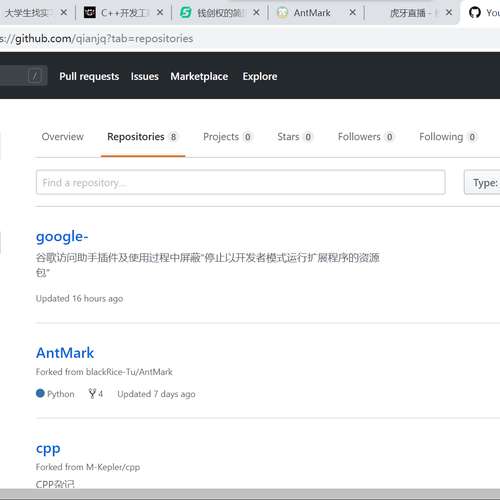 大学生找实
C++开发工
钱创权的简
AntMark
虎牙直播 -
You
s://github.com/qianjq?tab=repositories
/
Pull requests Issues Marketplace Explore
Overview Repositories 8 Projects 0 Stars 0 Followers 0 Following 0
Find a repository...
Type:
google-
谷歌访问助手插件及使用过程中屏蔽"停止以开发者模式运行扩展程序的资源
包"
Updated 16 hours ago
AntMark
Forked from blackRice-Tu/AntMark
Python 4 Updated 7 days ago
cpp
Forked from M-Kepler/cpp
CPP杂记